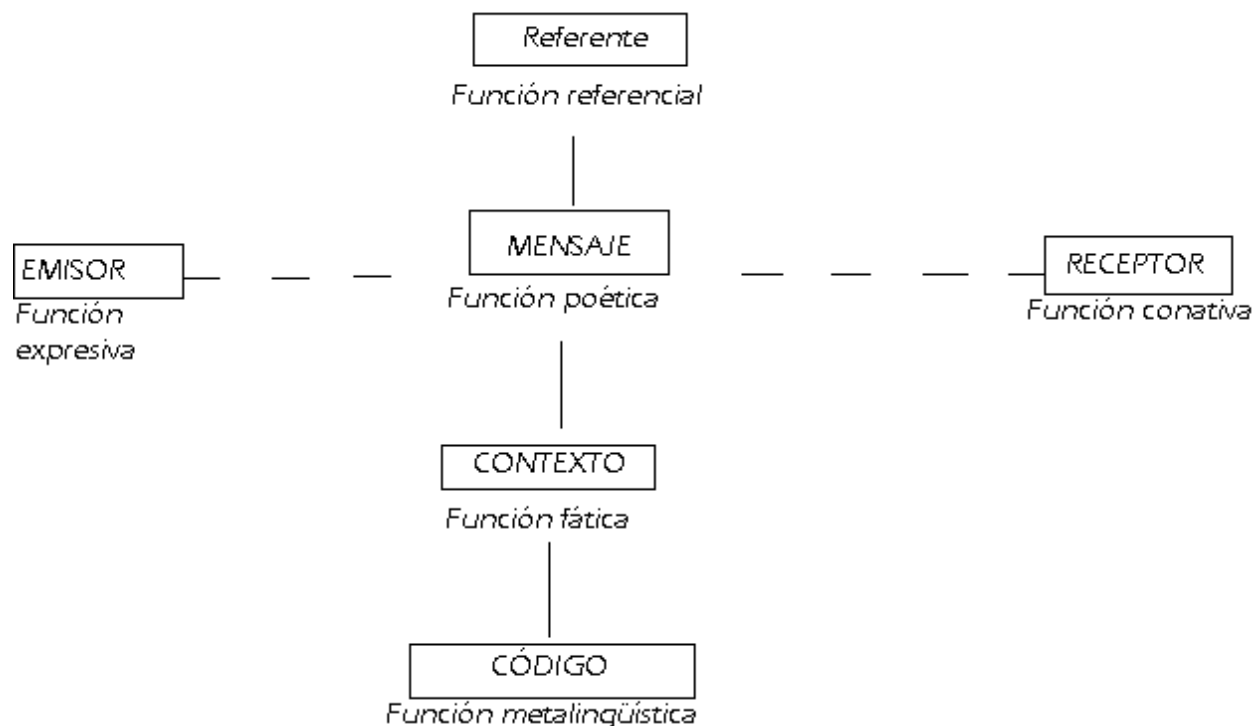 Referente
Función referencial
MENSAJE
Función poética
EMISOR
Función
expresiva
RECEPTOR
Función conativa
CONTEXTO
Función fática
CÓDIGO
Función metalingüística